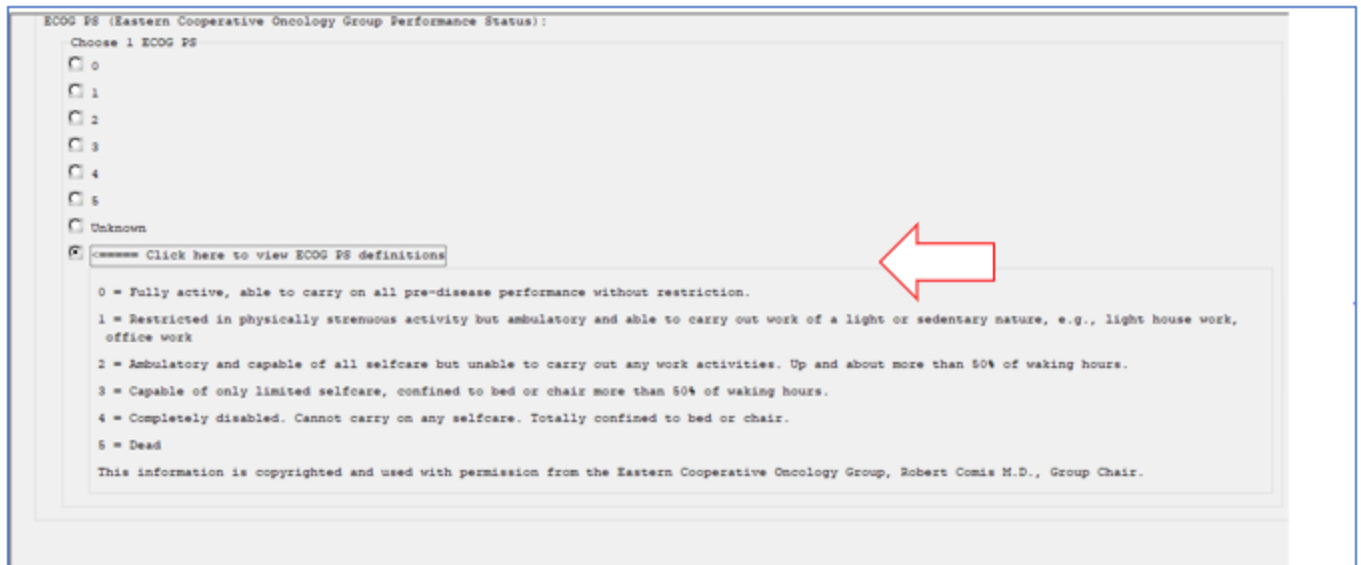 ECOG PS (Eastern Cooperative Oncology Group Performance Status):
Choose 1 ECOG PS
0
1
2
3
4
5
Unknown
<===== Click here to view ECOG PS definitions
0 = Fully active, able to carry on all pre-disease performance without restriction.
1 = Restricted in physically strenuous activity but ambulatory and able to carry out work of a light or sedentary nature, e.g., light house work,
office work
2 = Ambulatory and capable of all selfcare but unable to carry out any work activities. Up and about more than 50% of waking hours.
3 = Capable of only limited selfcare, confined to bed or chair more than 50% of waking hours.
4 = Completely disabled. Cannot carry on any selfcare. Totally confined to bed or chair.
5 = Dead
This information is copyrighted and used with permission from the Eastern Cooperative Oncology Group, Robert Comis M.D., Group Chair.